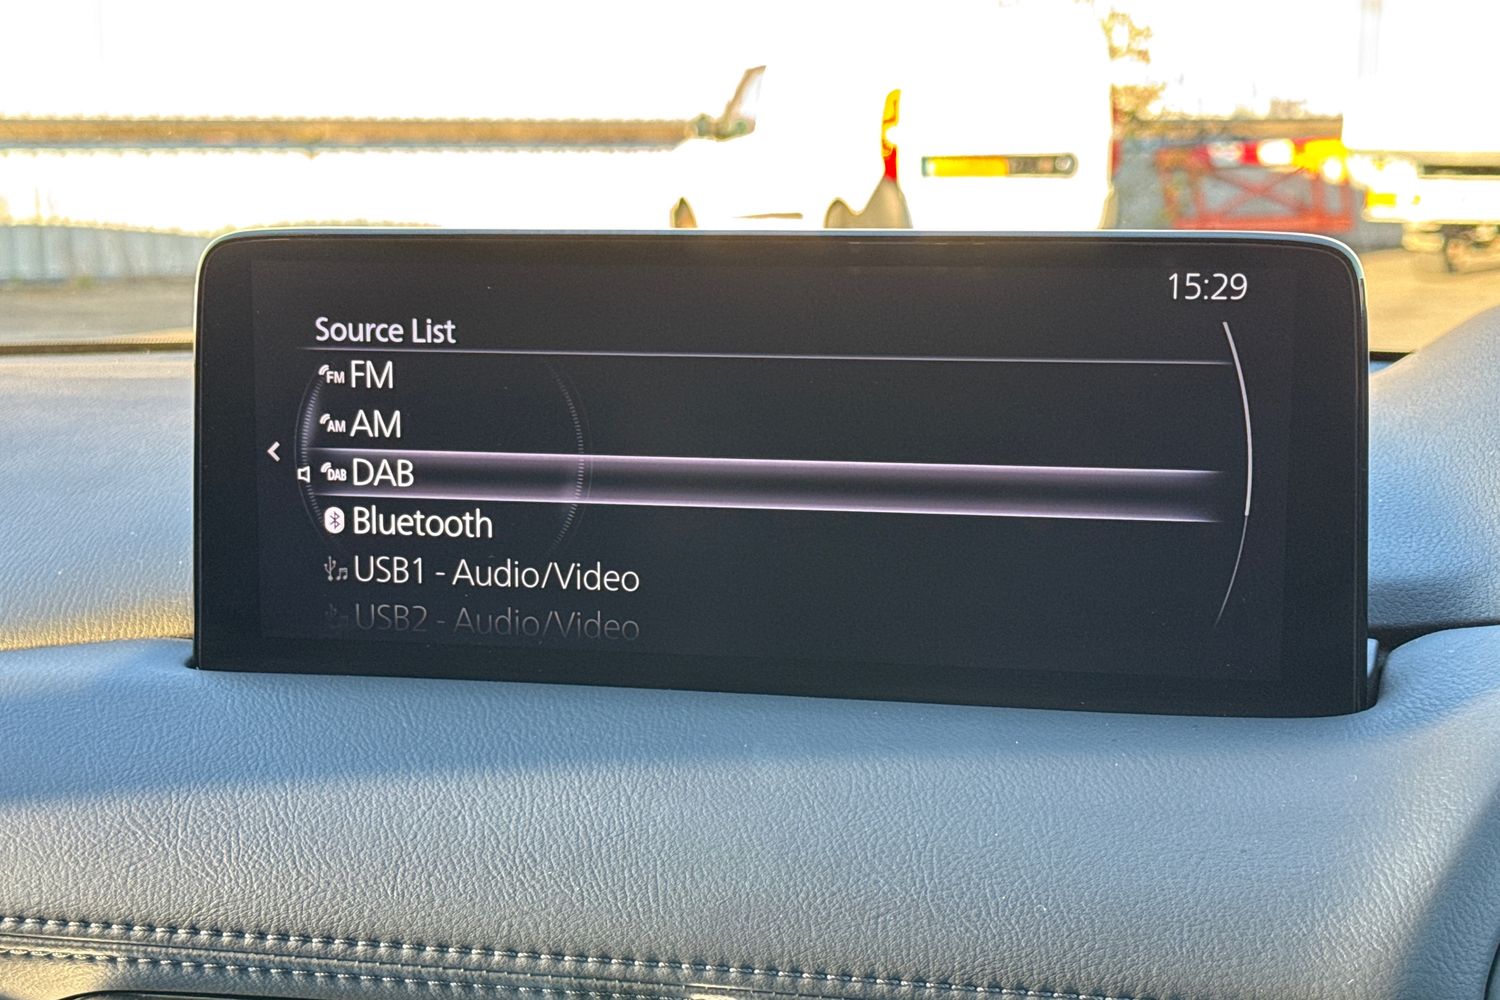 15:29
Source List
FM FM
AM AM
DAB DAB
Bluetooth
USB1 - Audio/Video
USB2 - Audio/Video